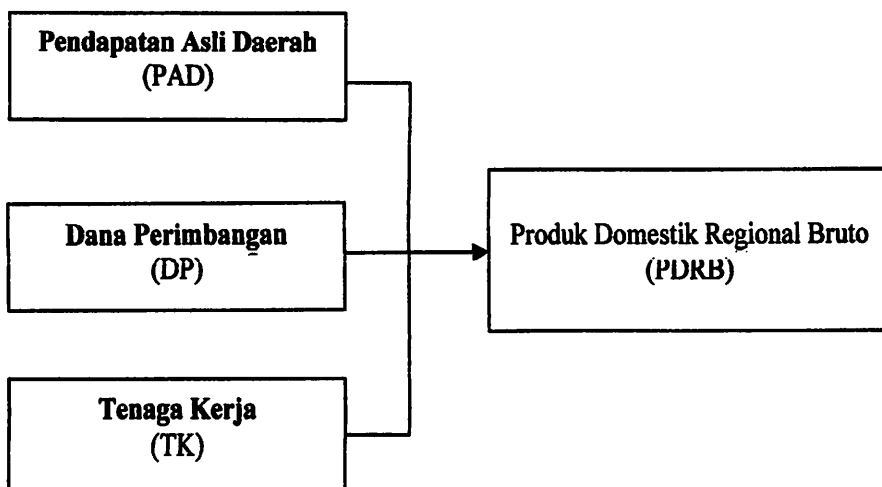 Pendapatan Asli Daerah
(PAD)
Dana Perimbangan
(DP)
Produk Domestik Regional Bruto
(PDRB)
Tenaga Kerja
(TK)